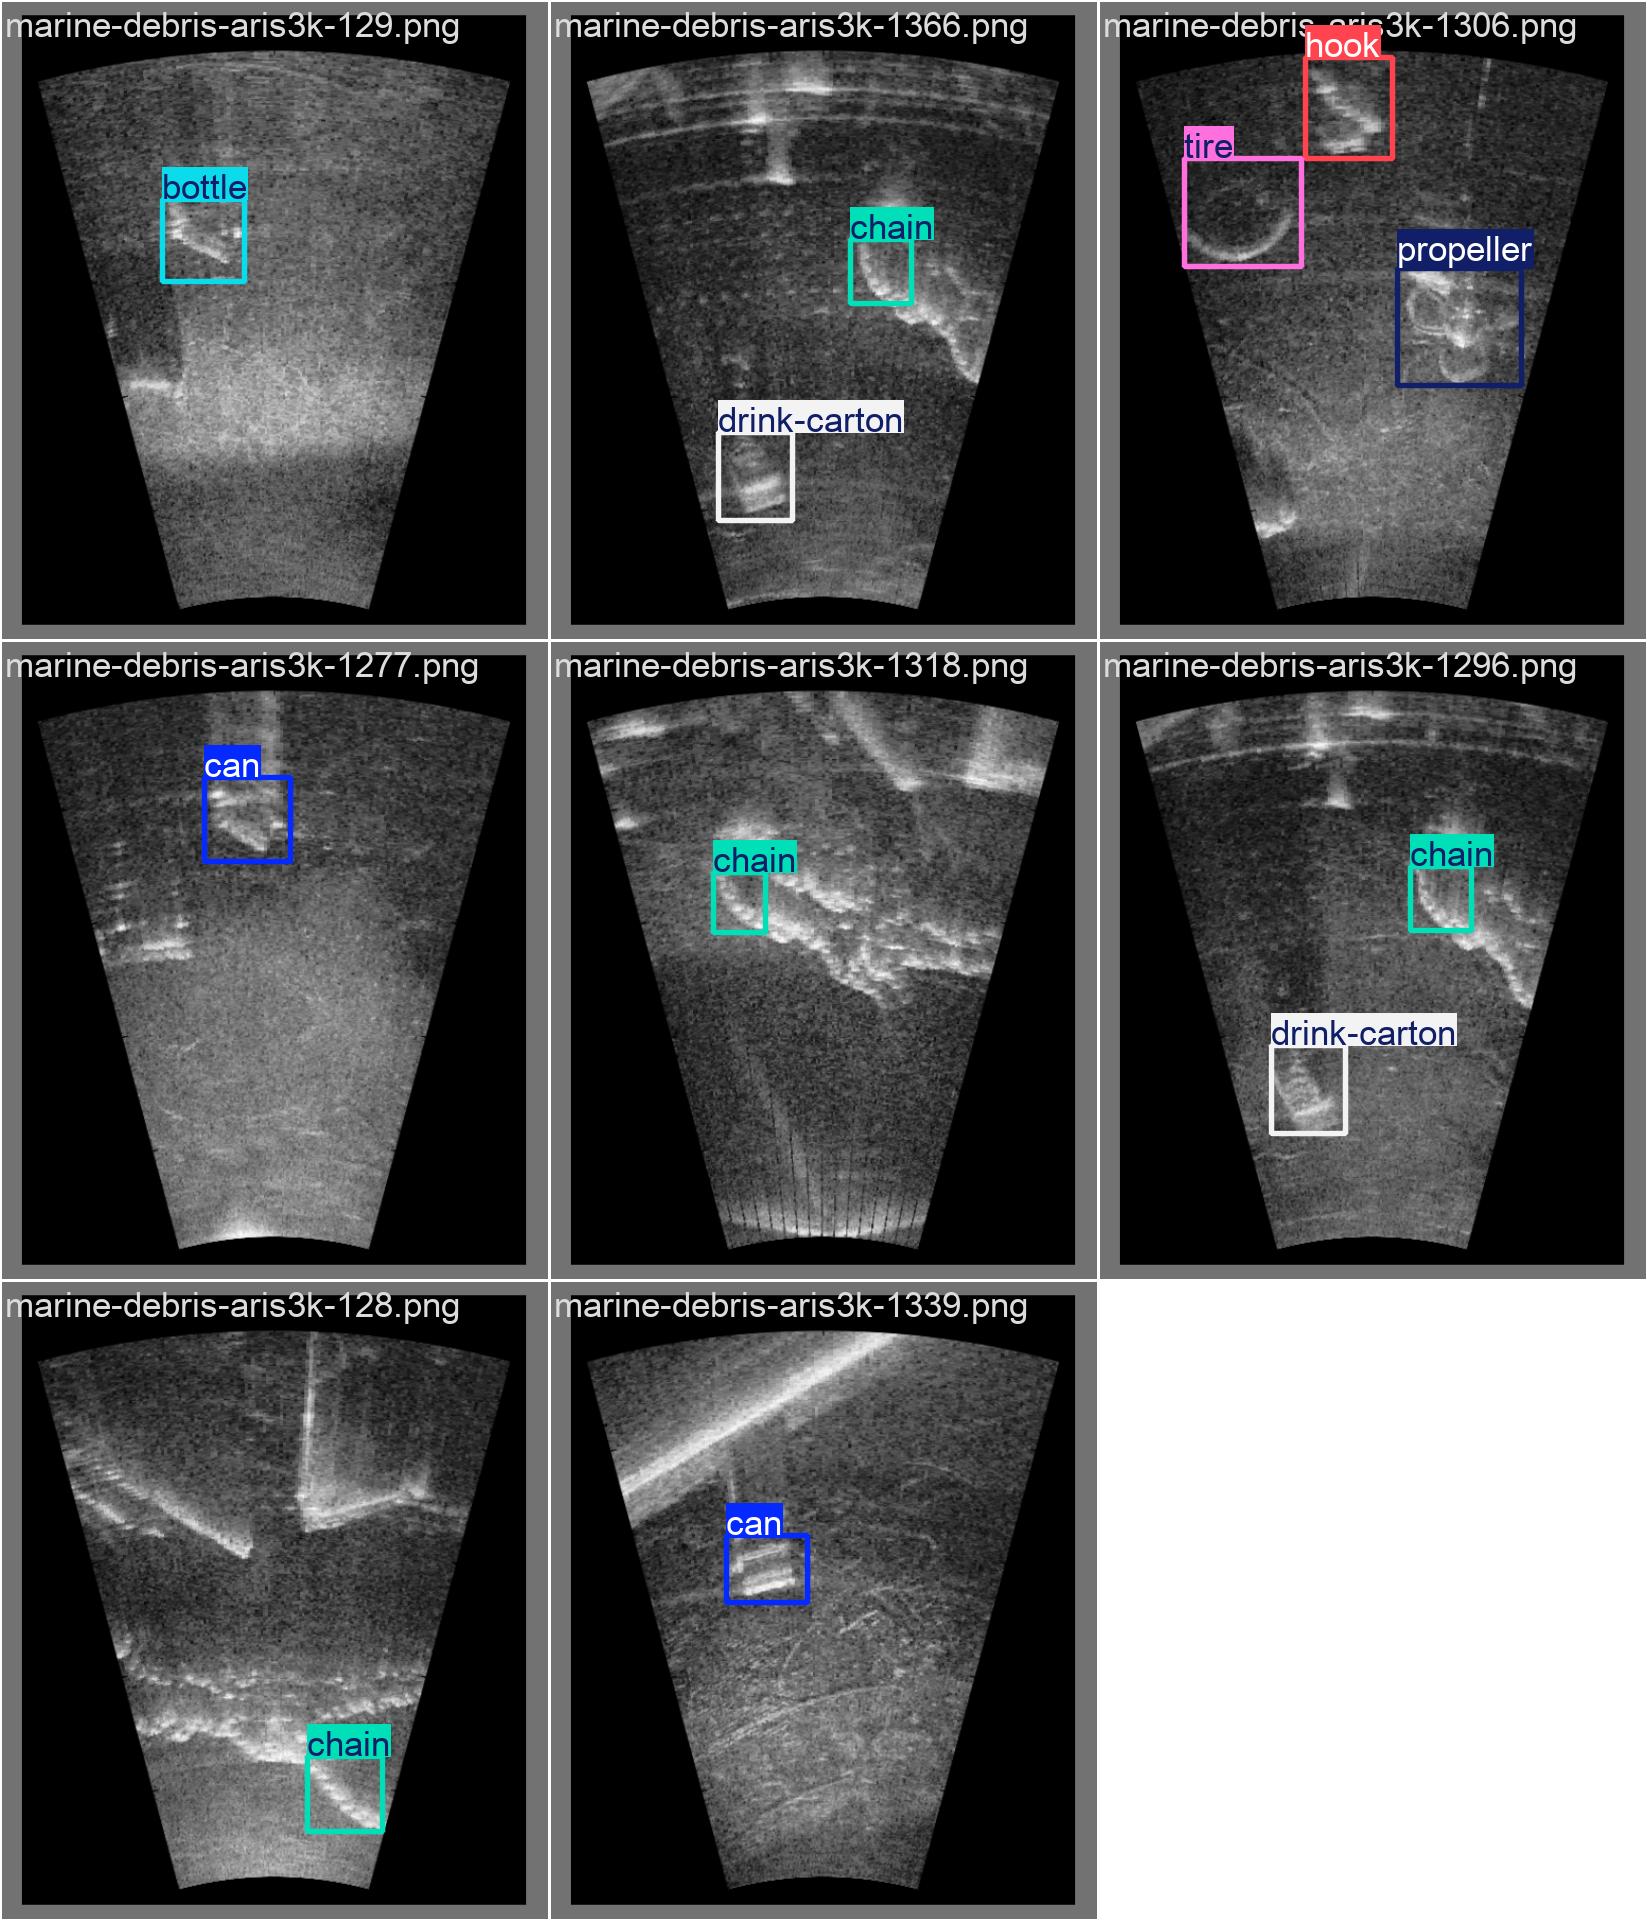 marine-debris-aris3k-129.png
bottle
marine-debris-aris3k-1366.png
chain
drink-carton
marine-debris-aris3k-1306.png
hook
tire
propeller
marine-debris-aris3k-1277.png
can
marine-debris-aris3k-1318.png
chain
marine-debris-aris3k-1296.png
chain
drink-carton
marine-debris-aris3k-128.png
chain
marine-debris-aris3k-1339.png
can